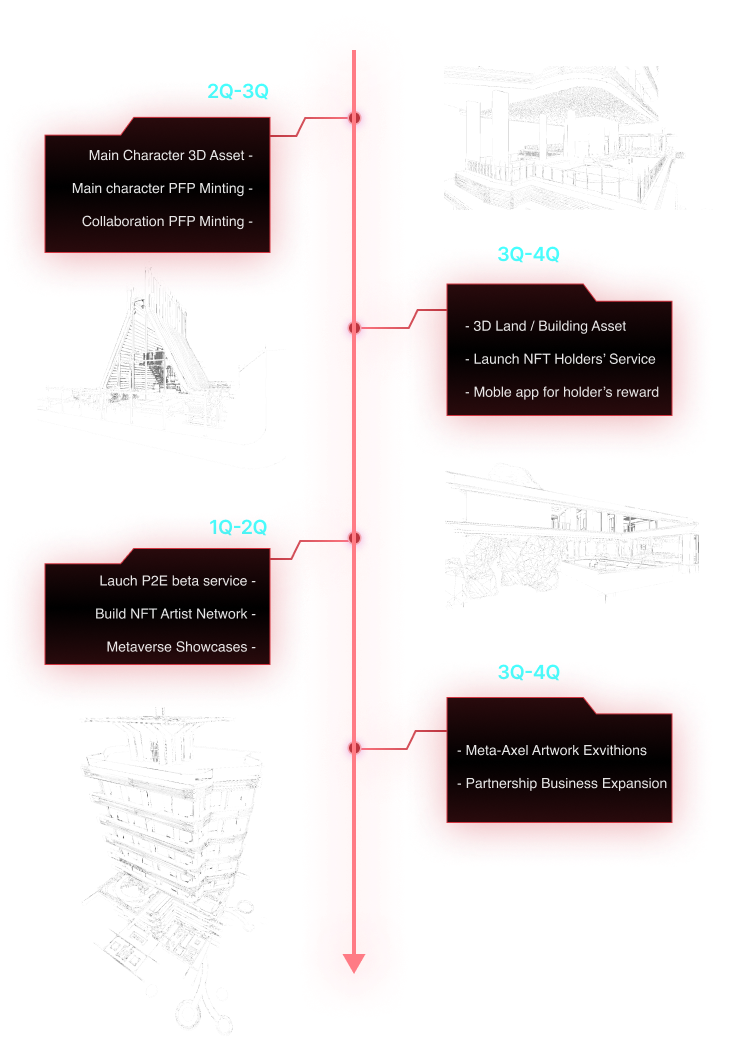 2Q-3Q
Main Character 3D Asset -
Main character PFP Minting -
Collaboration PFP Minting -
3Q-4Q
- 3D Land / Building Asset
- Launch NFT Holders’ Service
- Moble app for holder’s reward
1Q-2Q
Lauch P2E beta service -
Build NFT Artist Network -
Metaverse Showcases -
3Q-4Q
- Meta-Axel Artwork Exvithions
- Partnership Business Expansion